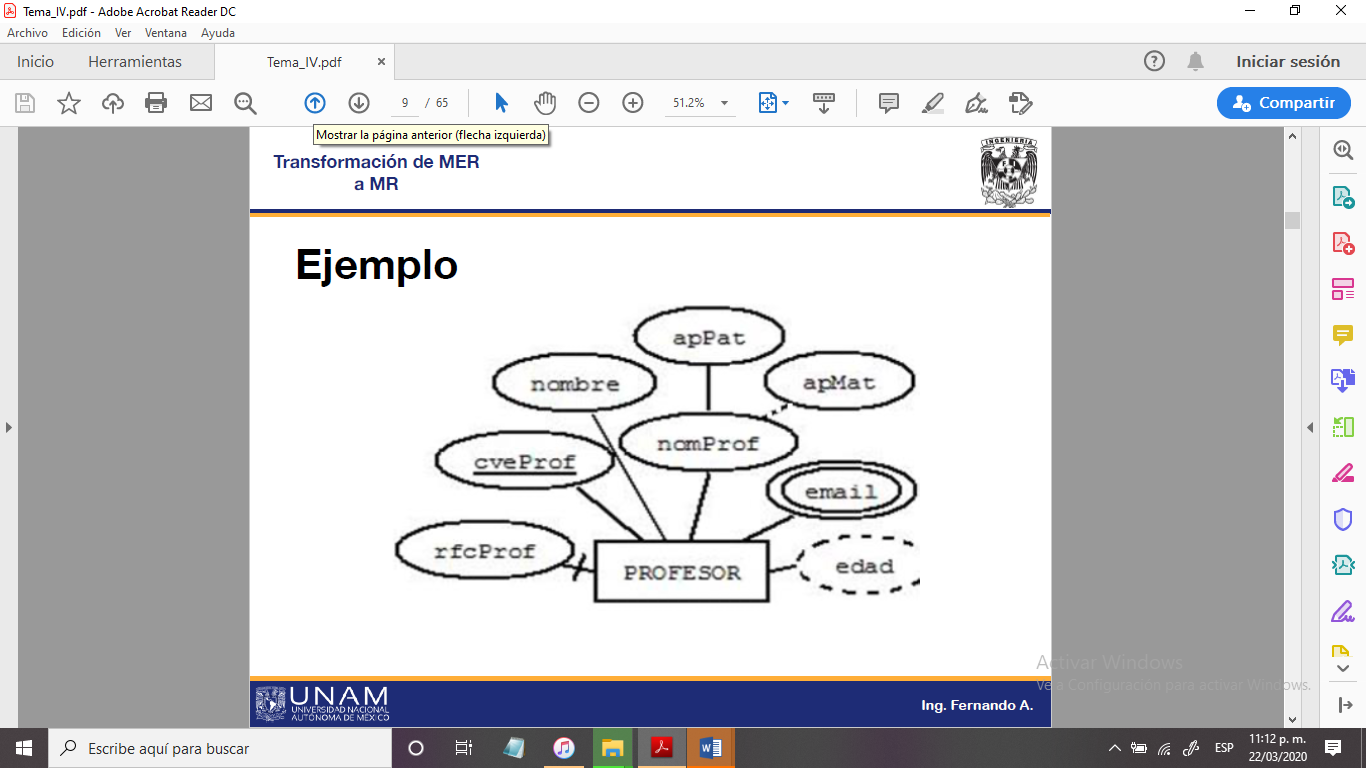 Tema_IV.pdf - Adobe Acrobat Reader DC
Archivo Edición Ver Ventana Ayuda
Inicio Herramientas Tema_IV.pdf × Iniciar sesión
9 / 65 51.2% Compartir
Mostrar la página anterior (flecha izquierda)
Transformación de MER
a MR
INGENIERIA
Ejemplo
apPat
nombre
apMat
nomProf
cveProf
email
rfcProf
PROFESOR
edad
Activar Windows
Ve a Configuración para activar Windows.
UNAM
UNIVERSIDAD NACIONAL
AUTÓNOMA DE MÉXICO
Ing. Fernando A.
Escribe aquí para buscar
ESP
11:12 p. m.
22/03/2020